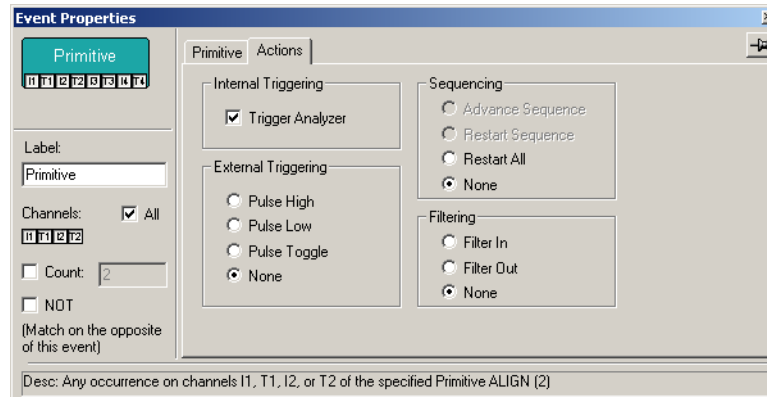 Event Properties
Primitive
I1 T1 I2 T2 I3 T3 I4 T4
Label:
Primitive
Channels: All
I1 T1 I2 T2
Count: 2
NOT
(Match on the opposite
of this event)
Primitive Actions
Internal Triggering
Trigger Analyzer
External Triggering
Pulse High
Pulse Low
Pulse Toggle
None
Sequencing
Advance Sequence
Restart Sequence
Restart All
None
Filtering
Filter In
Filter Out
None
Desc: Any occurrence on channels I1, T1, I2, or T2 of the specified Primitive ALIGN (2)